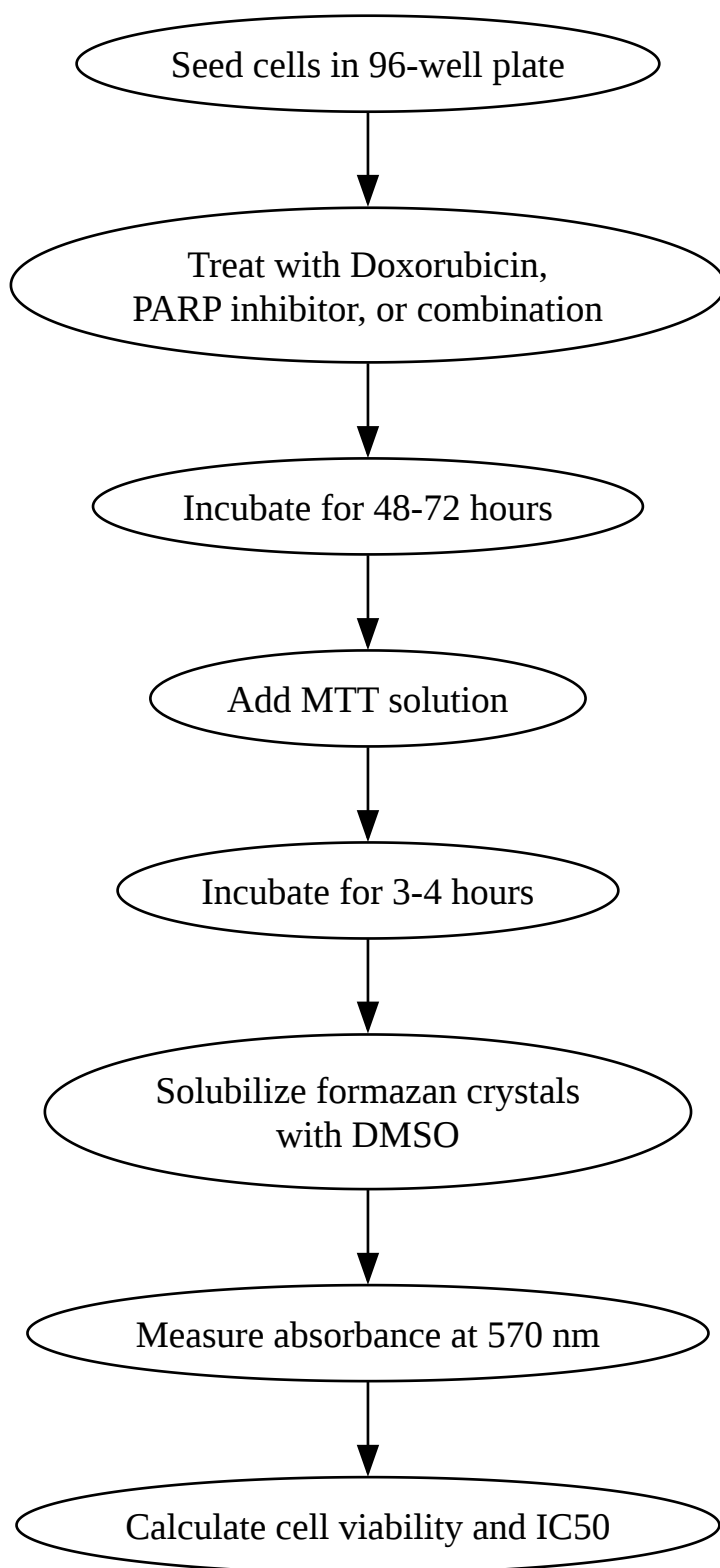 Seed cells in 96-well plate
Treat with Doxorubicin,
PARP inhibitor, or combination
Incubate for 48-72 hours
Add MTT solution
Incubate for 3-4 hours
Solubilize formazan crystals
with DMSO
Measure absorbance at 570 nm
Calculate cell viability and IC50